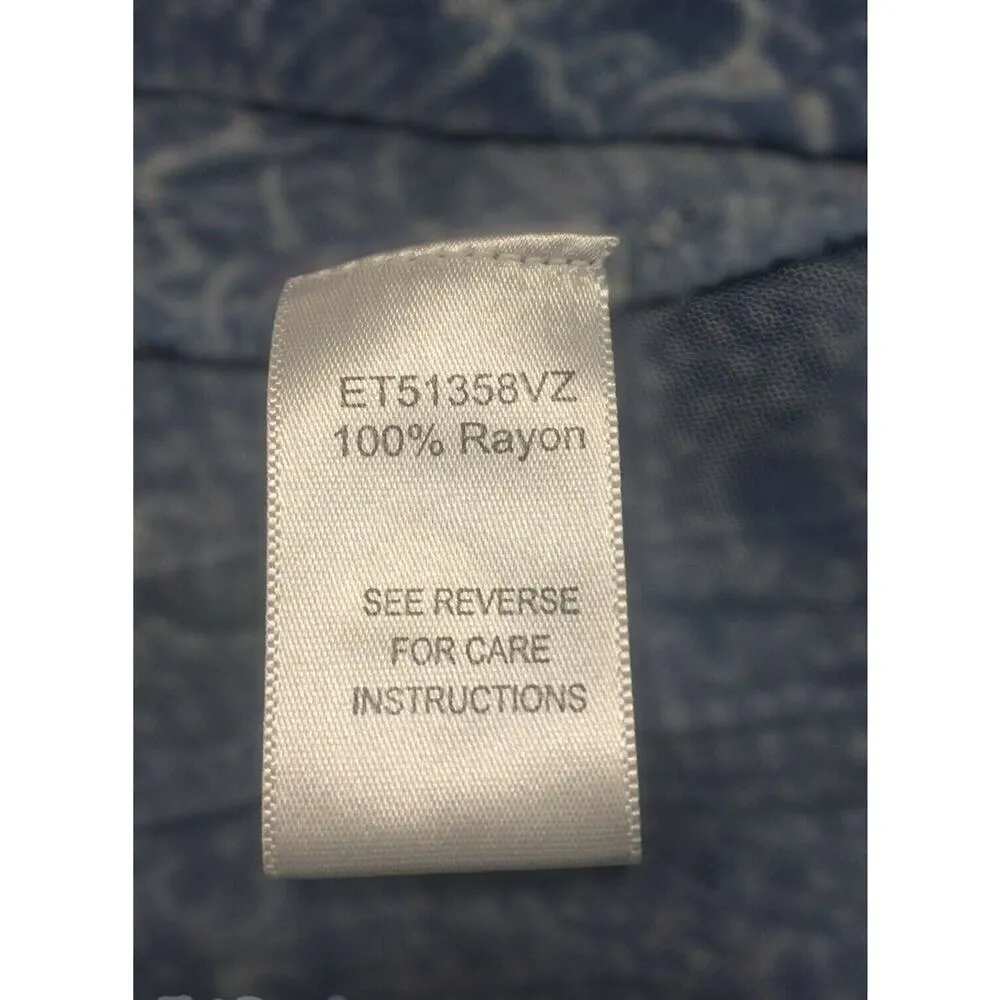 ET51358VZ
100% Rayon
SEE REVERSE
FOR CARE
INSTRUCTIONS